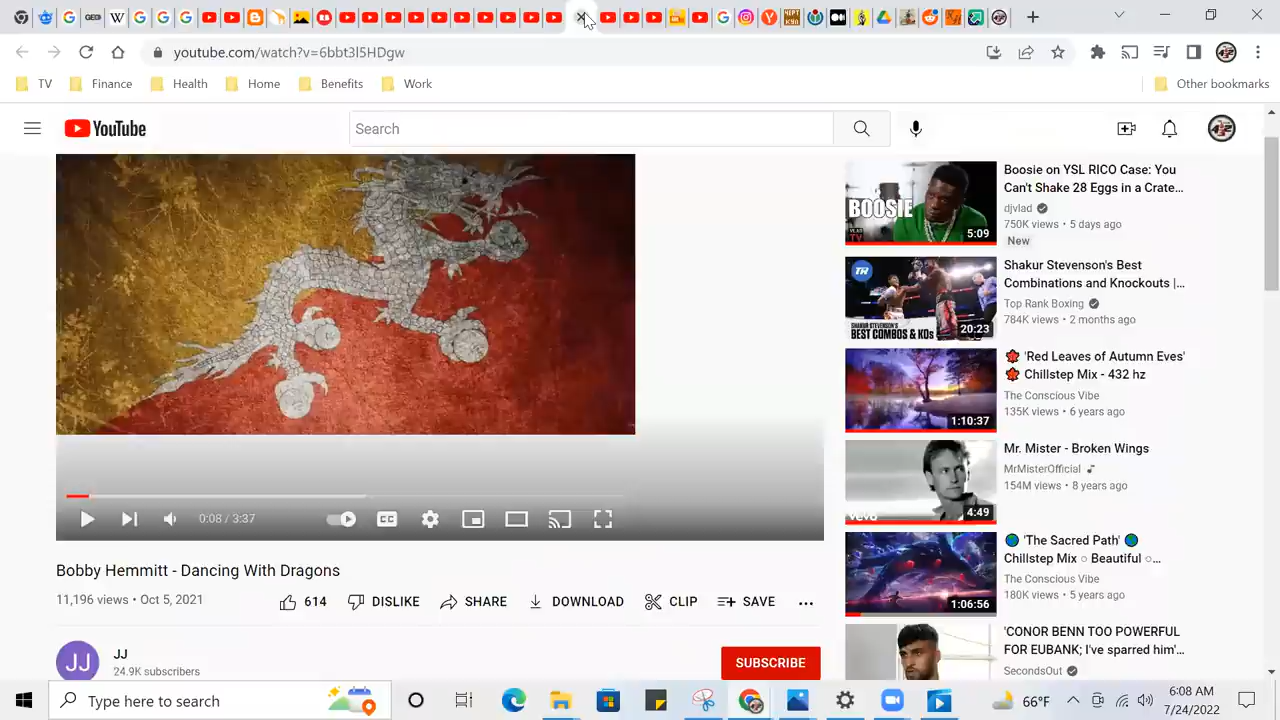 youtube.com/watch?v=6bbt3l5HDgw
TV Finance Health Home Benefits Work Other bookmarks
YouTube
Search
Boosie on YSL RICO Case: You
Can't Shake 28 Eggs in a Crate...
djvlad
750K views • 5 days ago
New
BOOSIE
5:09
Shakur Stevenson's Best
Combinations and Knockouts |...
Top Rank Boxing
784K views • 2 months ago
TR
SHAKUR STEVENSON'S
BEST COMBOS & KOs
20:23
'Red Leaves of Autumn Eves'
Chillstep Mix - 432 hz
The Conscious Vibe
135K views • 6 years ago
1:10:37
Mr. Mister - Broken Wings
MrMisterOfficial
154M views • 8 years ago
vevo
4:49
'The Sacred Path'
Chillstep Mix ○ Beautiful ○...
The Conscious Vibe
180K views • 5 years ago
1:06:56
'CONOR BENN TOO POWERFUL
FOR EUBANK; I've sparred him'...
SecondsOut
0:08 / 3:37
CC
Bobby Hemmitt - Dancing With Dragons
11,196 views • Oct 5, 2021
614 DISLIKE SHARE DOWNLOAD CLIP SAVE
JJ
JJ
24.9K subscribers
SUBSCRIBE
Type here to search
66°F
6:08 AM
7/24/2022